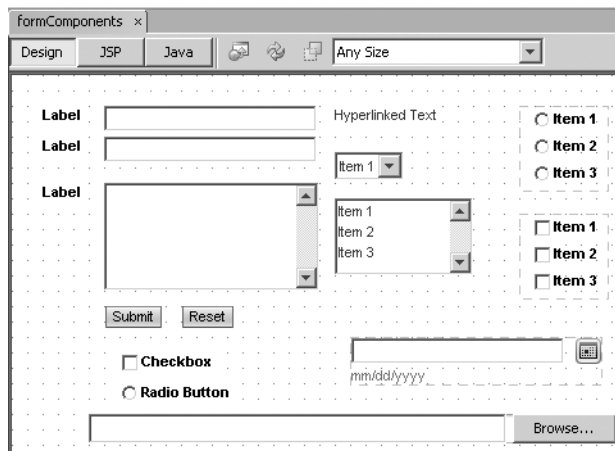 formComponents ×
Design JSP Java Any Size
Label Hyperlinked Text
Label
Item 1
Label
Item 1
Item 2
Item 3
Item 1
Item 2
Item 3
Item 1
Item 2
Item 3
Submit Reset
Checkbox
Radio Button
mm/dd/yyyy
Browse...